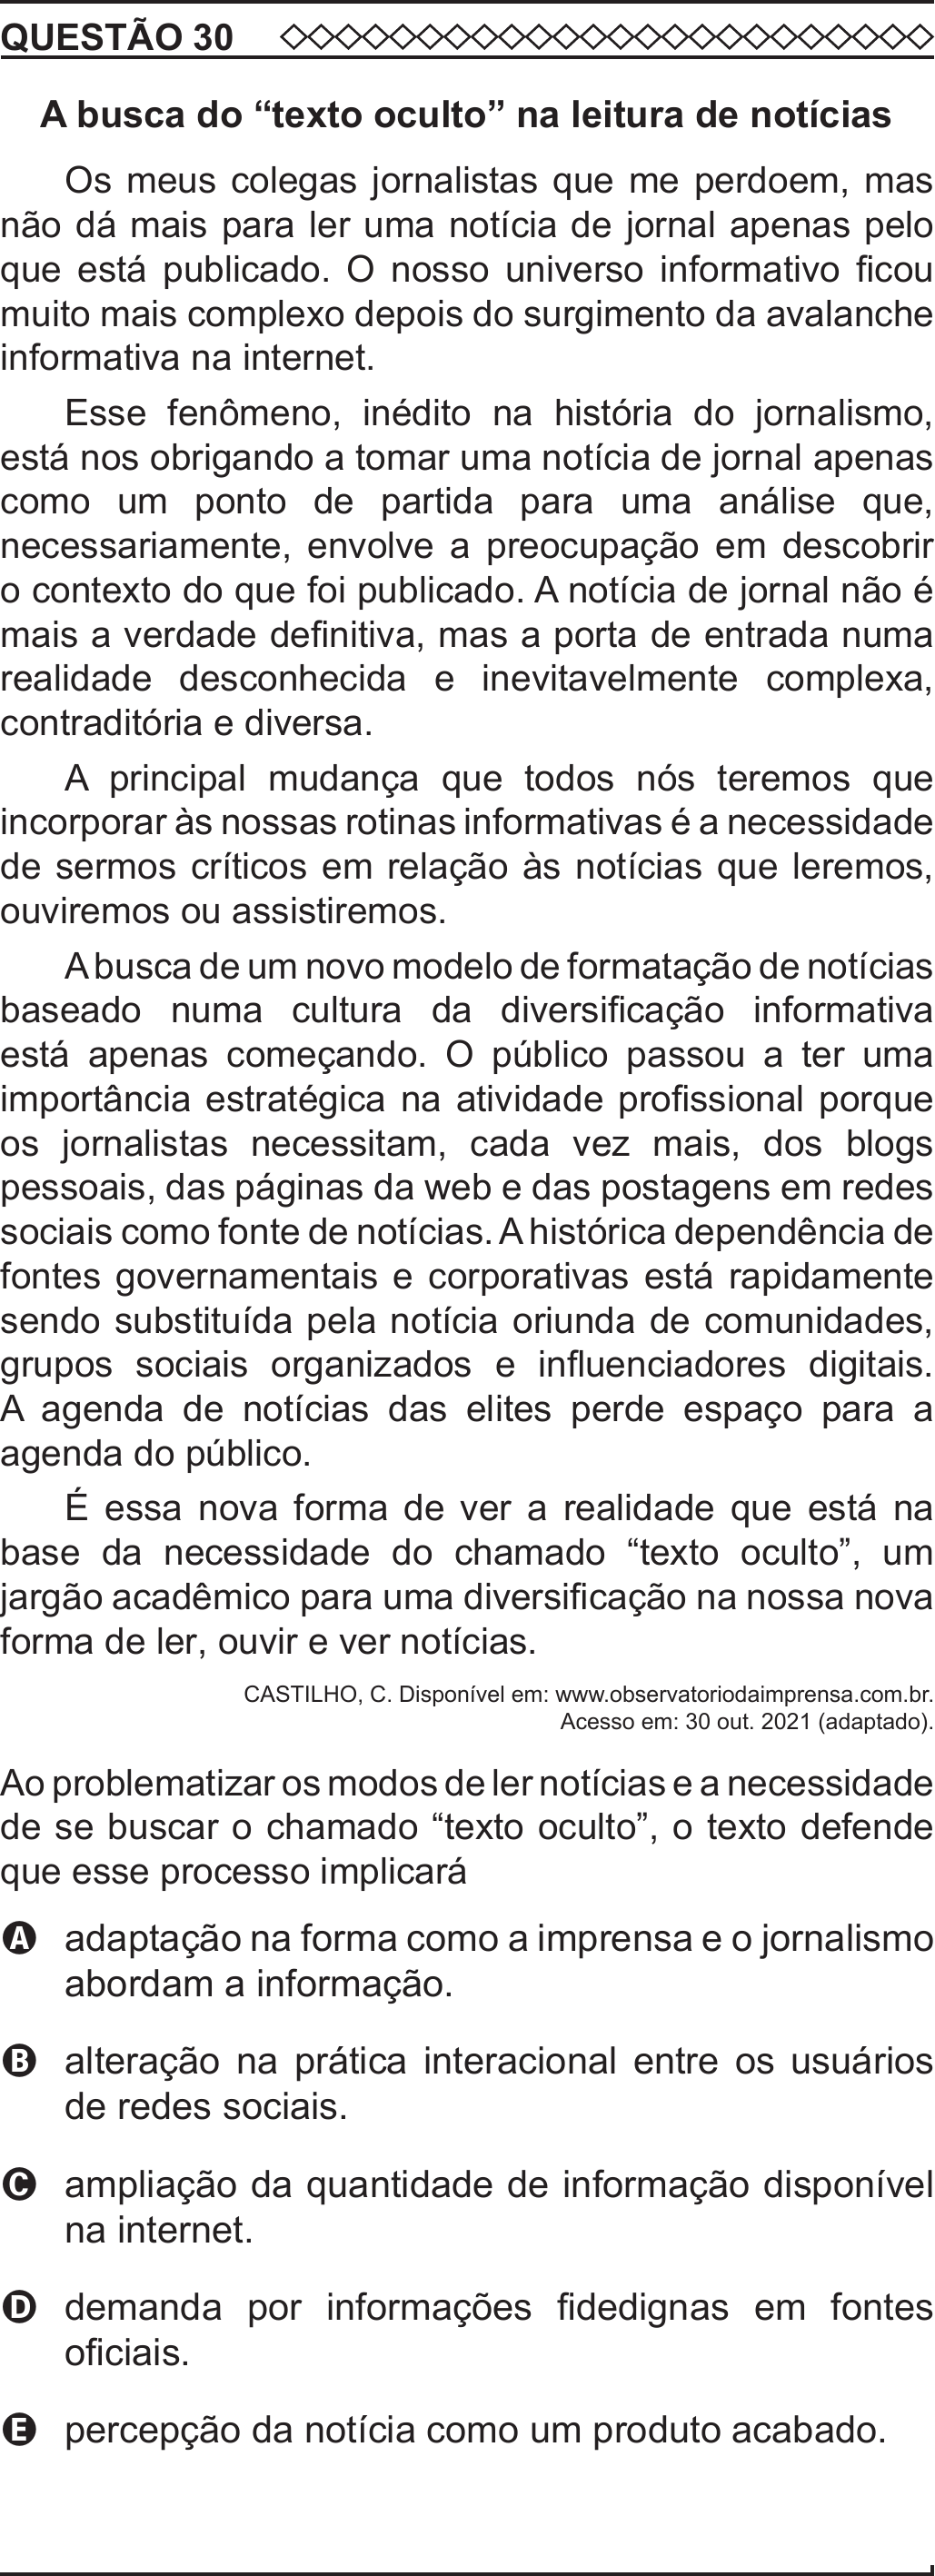 QUESTÃO 30
A busca do “texto oculto” na leitura de notícias
Os meus colegas jornalistas que me perdoem, mas
não dá mais para ler uma notícia de jornal apenas pelo
que está publicado. O nosso universo informativo ficou
muito mais complexo depois do surgimento da avalanche
informativa na internet.
Esse fenômeno, inédito na história do jornalismo,
está nos obrigando a tomar uma notícia de jornal apenas
como um ponto de partida para uma análise que,
necessariamente, envolve a preocupação em descobrir
o contexto do que foi publicado. A notícia de jornal não é
mais a verdade definitiva, mas a porta de entrada numa
realidade desconhecida e inevitavelmente complexa,
contraditória e diversa.
A principal mudança que todos nós teremos que
incorporar às nossas rotinas informativas é a necessidade
de sermos críticos em relação às notícias que leremos,
ouviremos ou assistiremos.
A busca de um novo modelo de formatação de notícias
baseado numa cultura da diversificação informativa
está apenas começando. O público passou a ter uma
importância estratégica na atividade profissional porque
os jornalistas necessitam, cada vez mais, dos blogs
pessoais, das páginas da web e das postagens em redes
sociais como fonte de notícias. A histórica dependência de
fontes governamentais e corporativas está rapidamente
sendo substituída pela notícia oriunda de comunidades,
grupos sociais organizados e influenciadores digitais.
A agenda de notícias das elites perde espaço para a
agenda do público.
É essa nova forma de ver a realidade que está na
base da necessidade do chamado “texto oculto”, um
jargão acadêmico para uma diversificação na nossa nova
forma de ler, ouvir e ver notícias.
CASTILHO, C. Disponível em: www.observatoriodaimprensa.com.br.
Acesso em: 30 out. 2021 (adaptado).
Ao problematizar os modos de ler notícias e a necessidade
de se buscar o chamado “texto oculto”, o texto defende
que esse processo implicará
A adaptação na forma como a imprensa e o jornalismo
abordam a informação.
B alteração na prática interacional entre os usuários
de redes sociais.
C ampliação da quantidade de informação disponível
na internet.
D demanda por informações fidedignas em fontes
oficiais.
E percepção da notícia como um produto acabado.